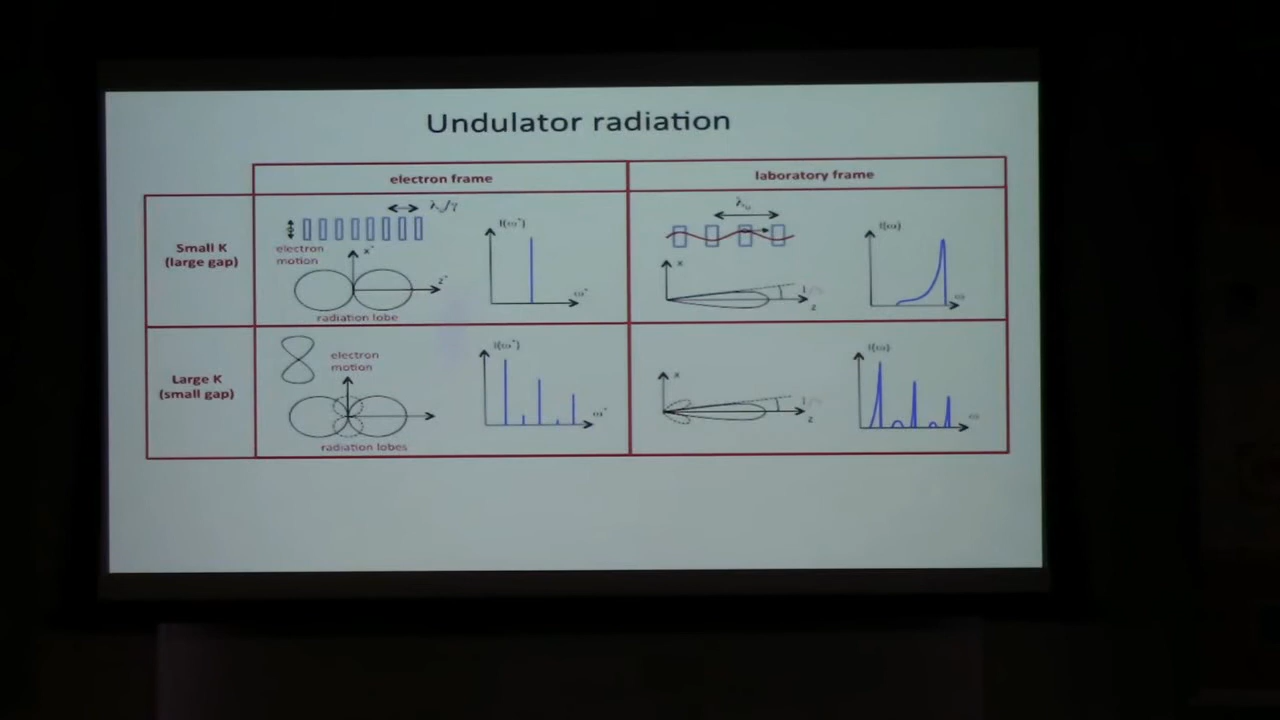 Undulator radiation
electron frame
laboratory frame
Small K
(large gap)
electron
motion
x*
z*
radiation lobe
I(ω*)
ω*
λu
x
z
I(ω)
ω
Large K
(small gap)
electron
motion
radiation lobes
I(ω*)
ω*
x
z
I(ω)
ω